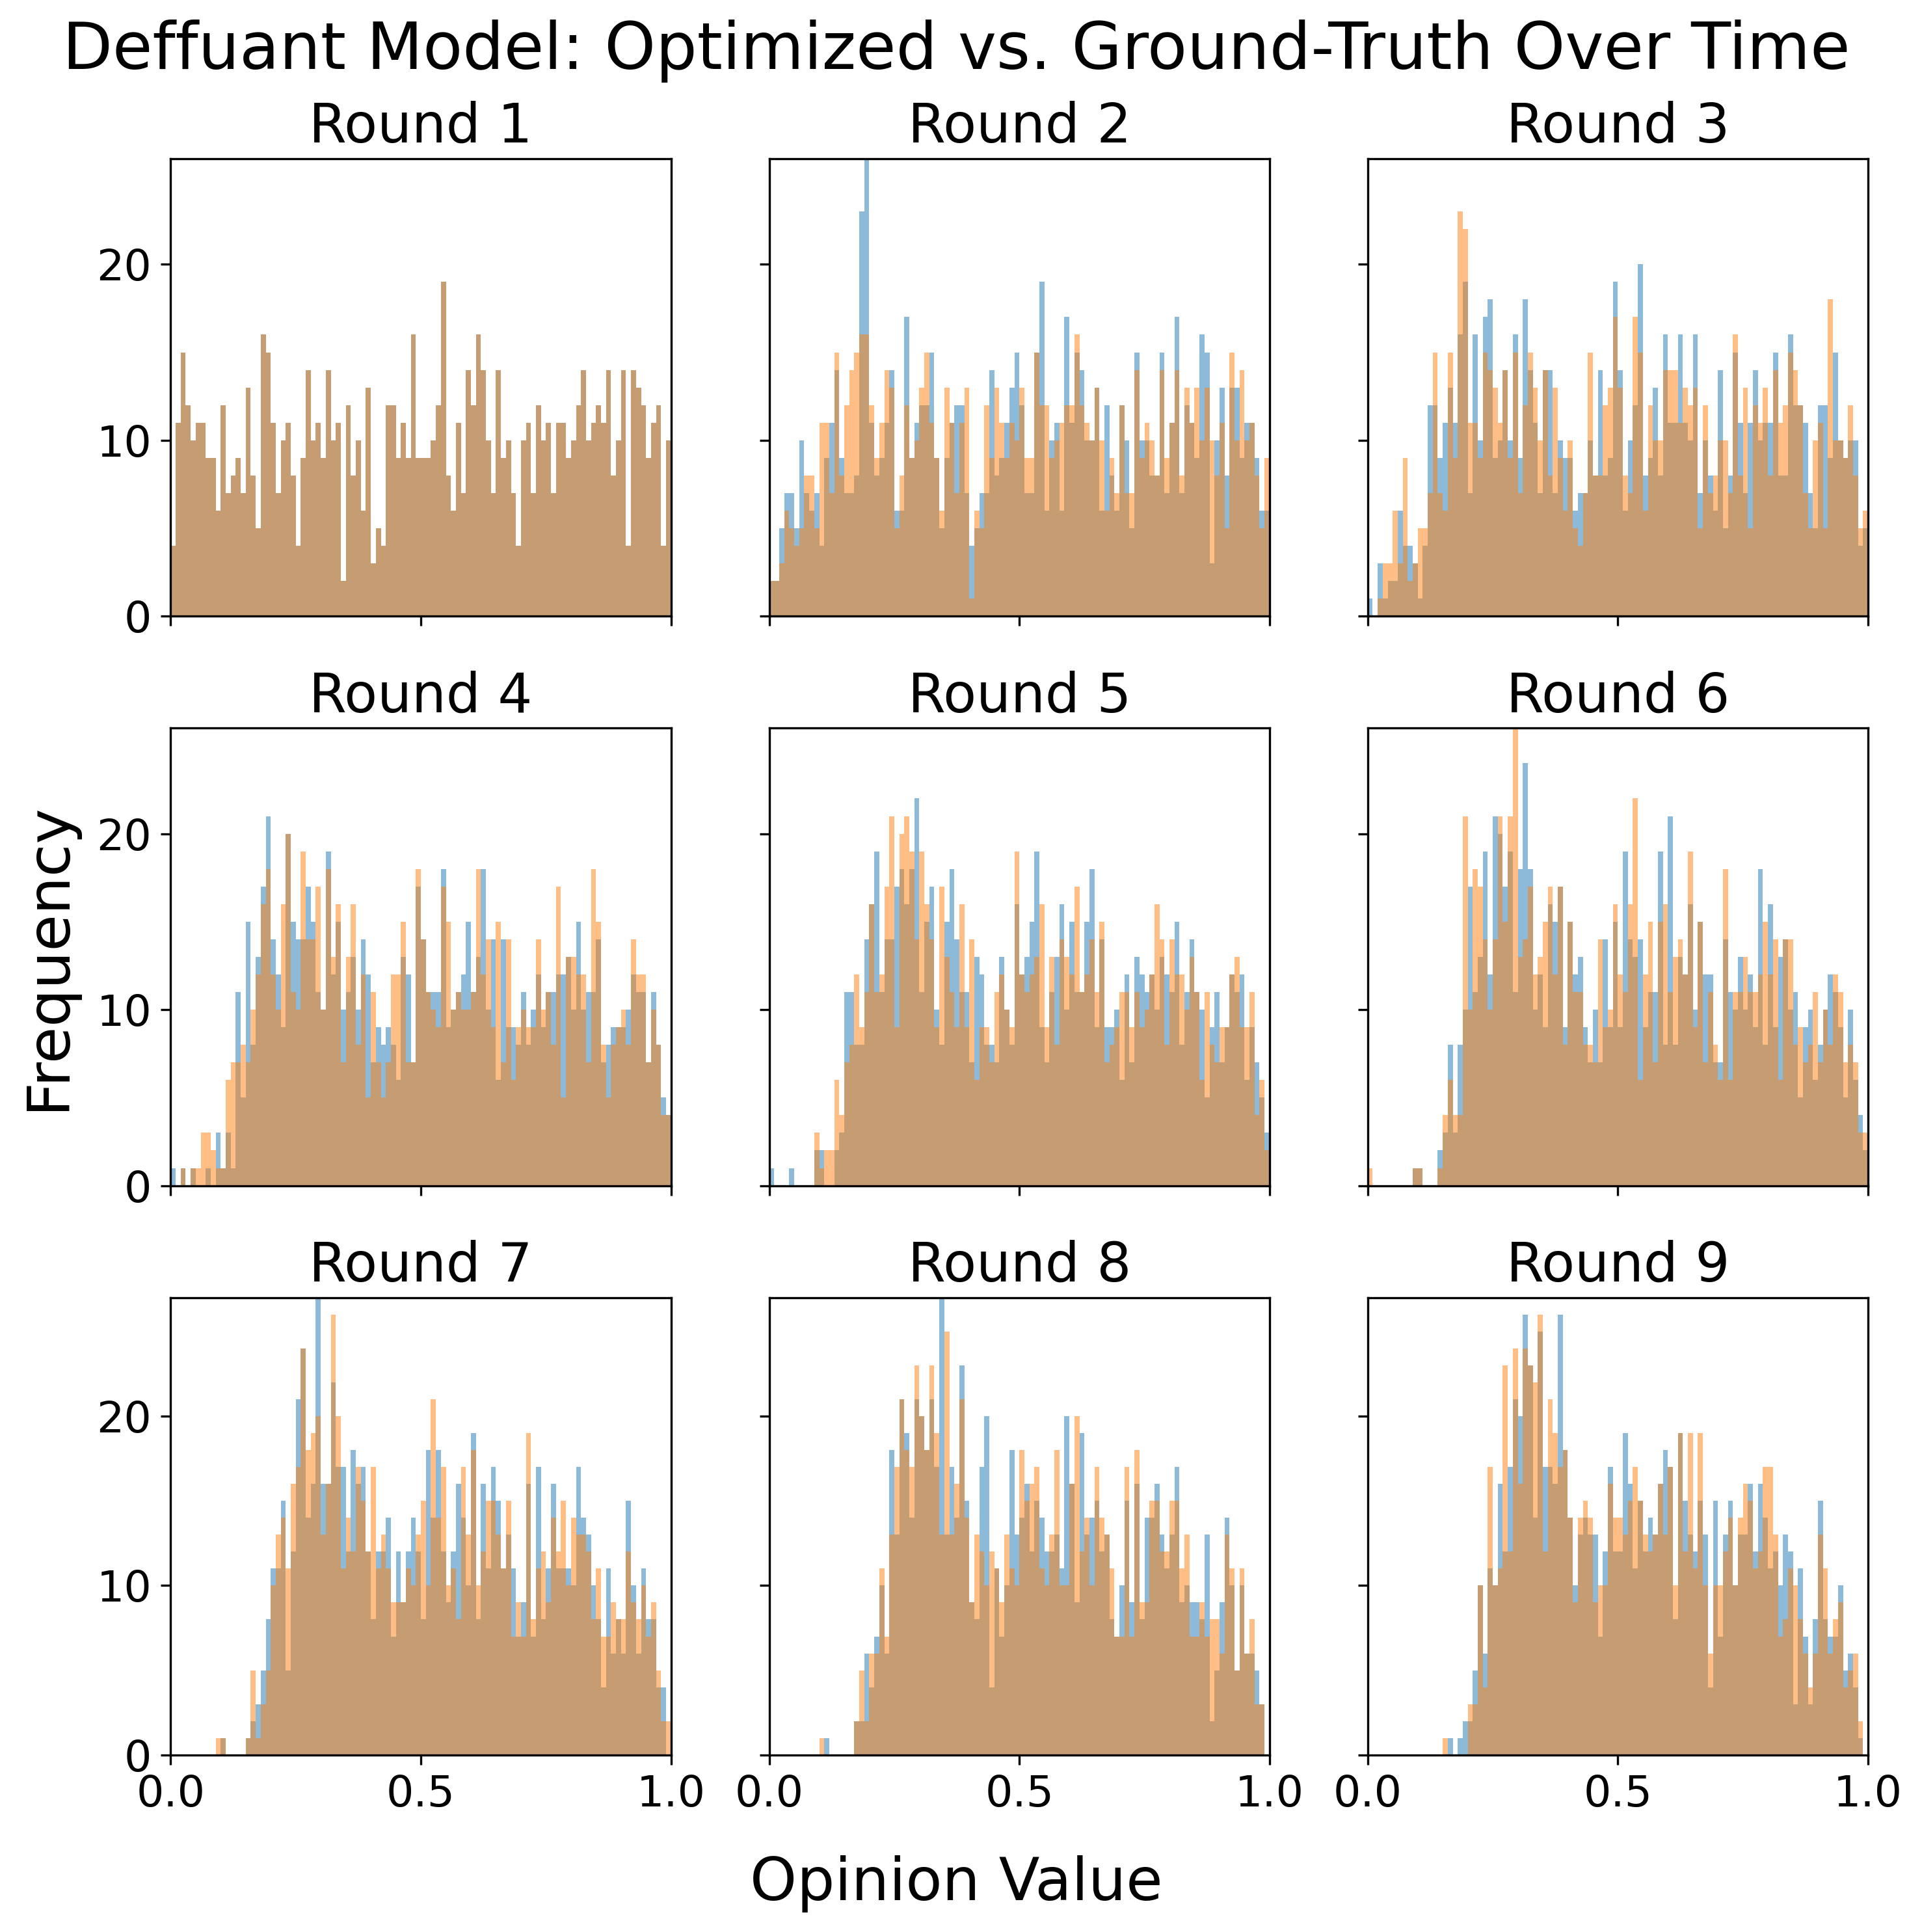 Deffuant Model: Optimized vs. Ground-Truth Over Time
Round 1
Round 2
Round 3
20
10
0
Round 4
Round 5
Round 6
20
10
0
Frequency
Round 7
Round 8
Round 9
20
10
0
0.0 0.5 1.0
0.0 0.5 1.0
0.0 0.5 1.0
Opinion Value